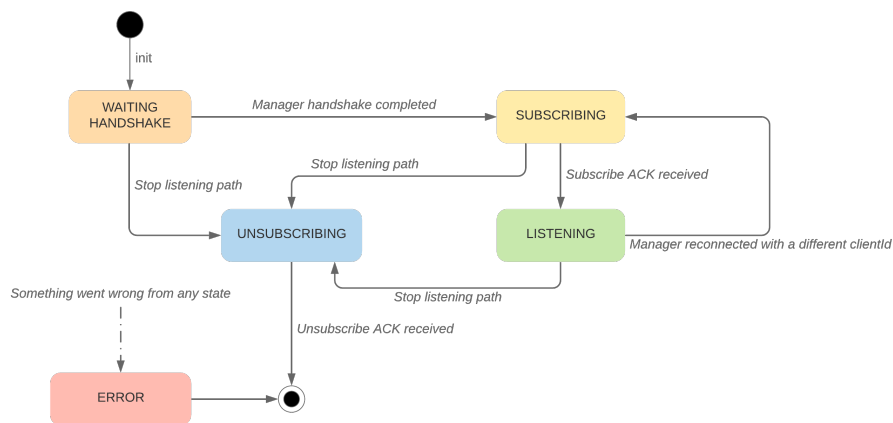 init
WAITING
HANDSHAKE
Manager handshake completed
SUBSCRIBING
Stop listening path
Stop listening path
Subscribe ACK received
UNSUBSCRIBING
LISTENING
Manager reconnected with a different clientId
Something went wrong from any state
Stop listening path
Unsubscribe ACK received
ERROR